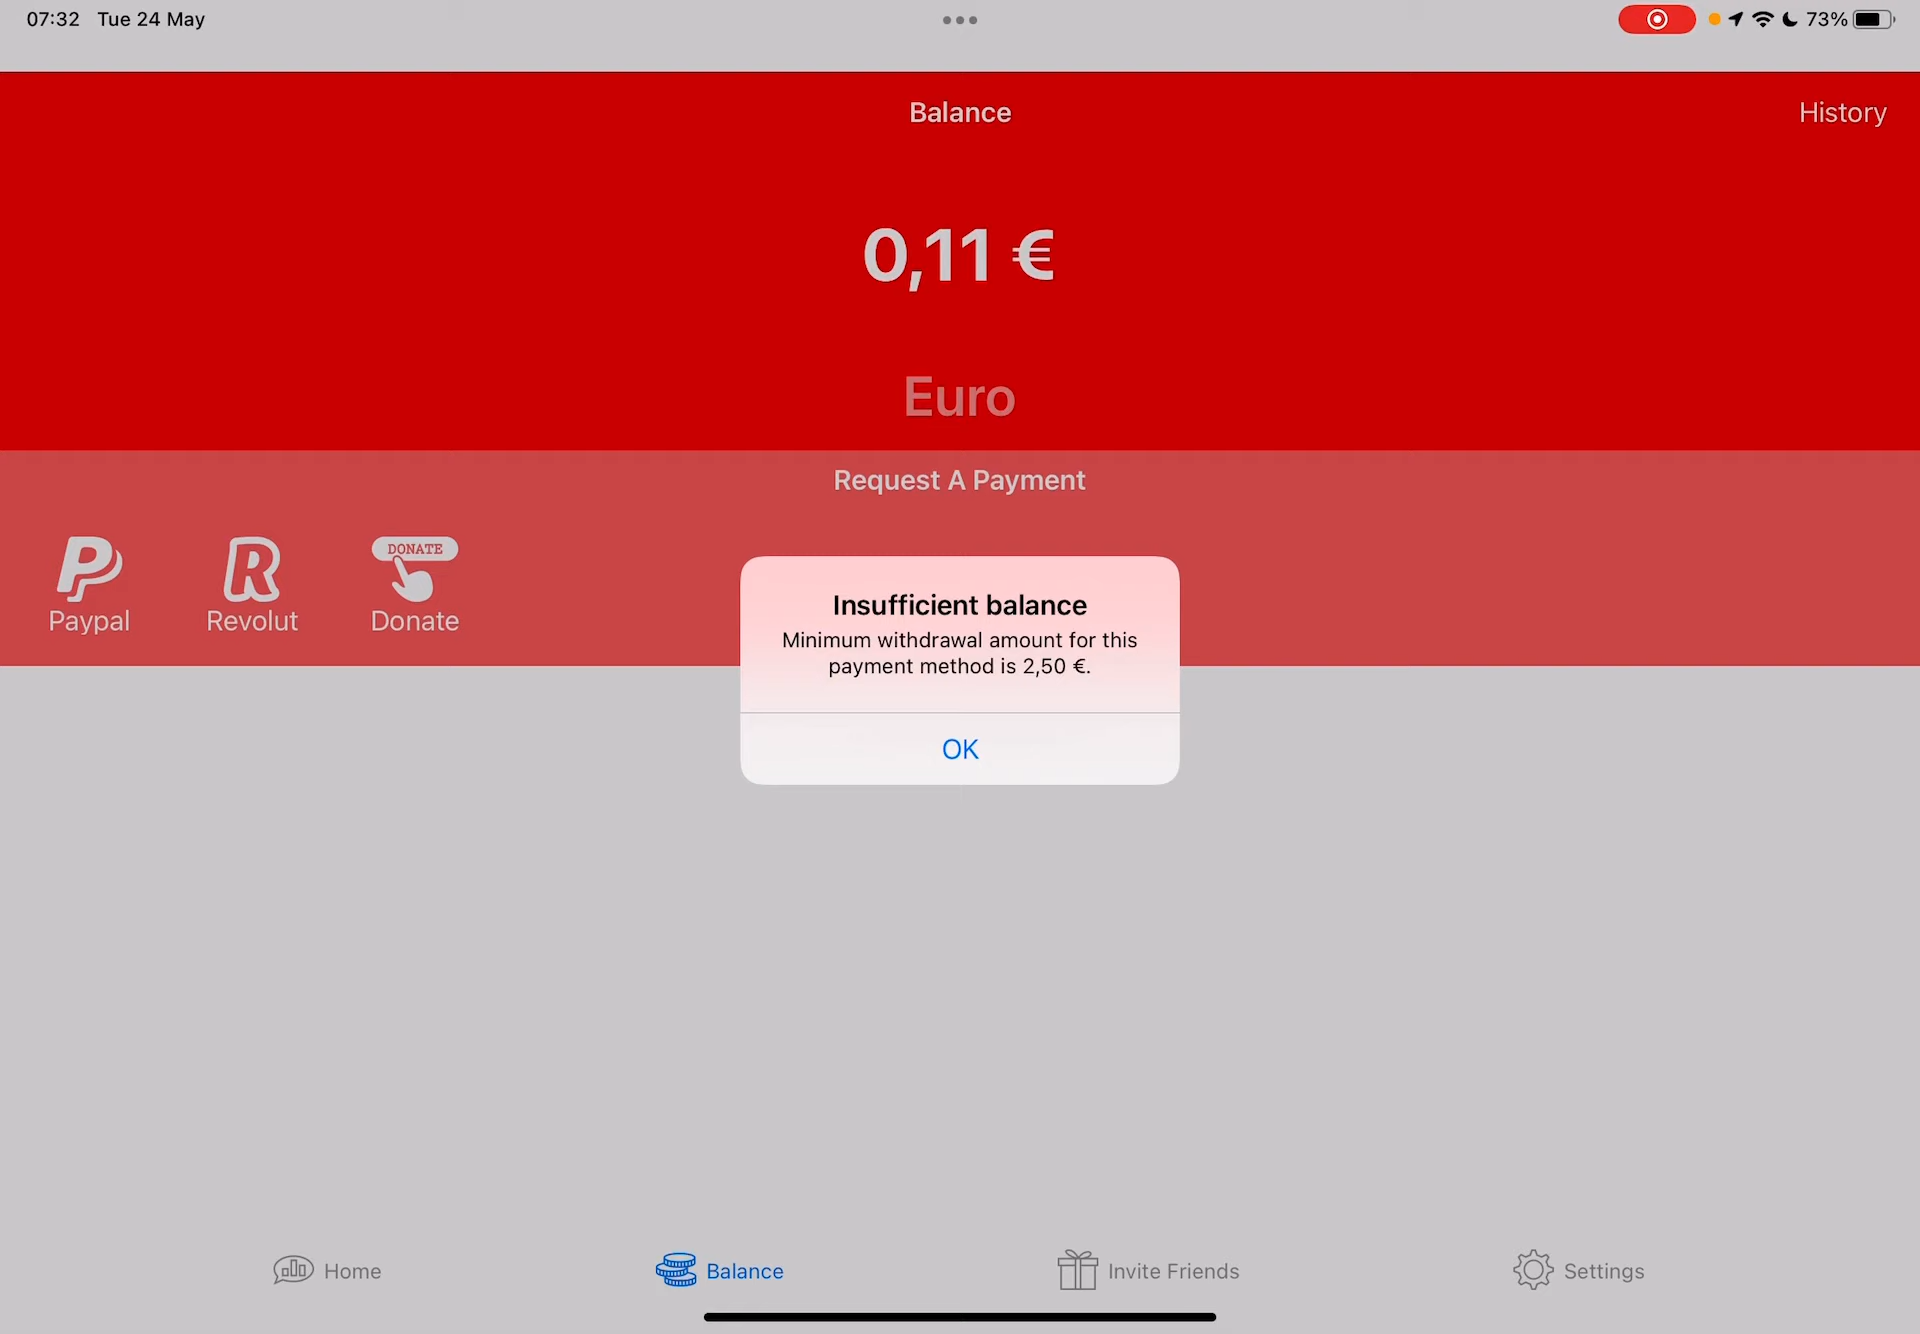 07:32 Tue 24 May
73%
Balance
History
0,11 €
Euro
Request A Payment
DONATE
Paypal
Revolut
Donate
Insufficient balance
Minimum withdrawal amount for this
payment method is 2,50 €.
OK
Home
Balance
Invite Friends
Settings